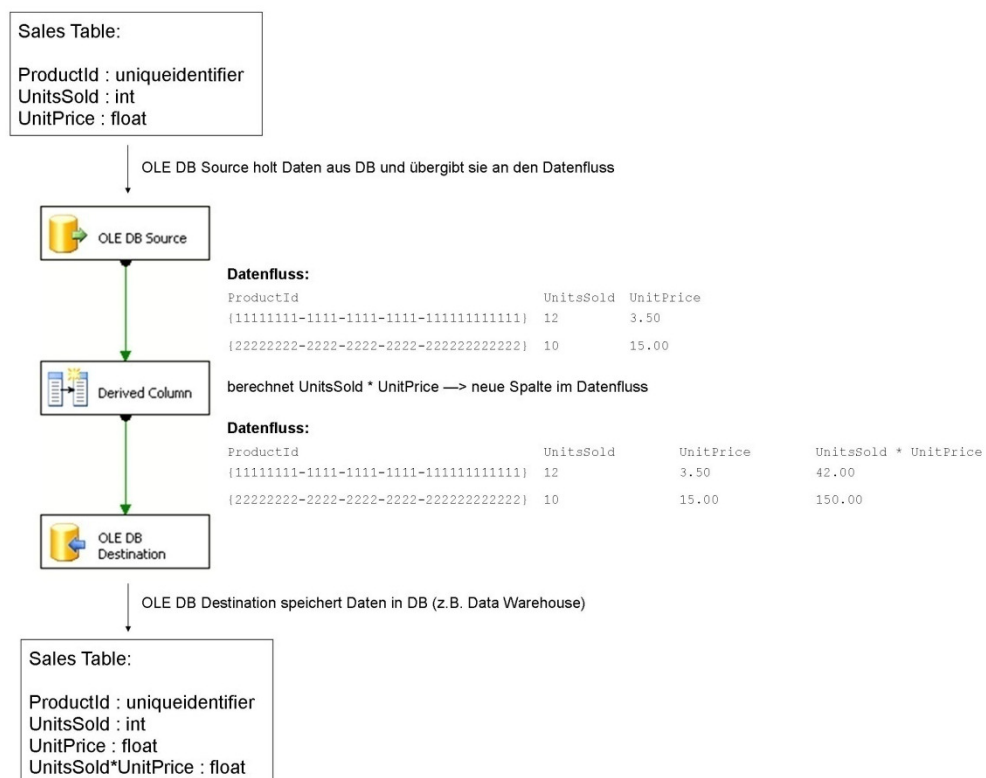 Sales Table:
ProductId : uniqueidentifier
UnitsSold : int
UnitPrice : float
OLE DB Source holt Daten aus DB und übergibt sie an den Datenfluss
OLE DB Source
Datenfluss:
ProductId UnitsSold UnitPrice
{11111111-1111-1111-1111-111111111111} 12 3.50
{22222222-2222-2222-2222-222222222222} 10 15.00
Derived Column
berechnet UnitsSold * UnitPrice —> neue Spalte im Datenfluss
Datenfluss:
ProductId UnitsSold UnitPrice UnitsSold * UnitPrice
{11111111-1111-1111-1111-111111111111} 12 3.50 42.00
{22222222-2222-2222-2222-222222222222} 10 15.00 150.00
OLE DB
Destination
OLE DB Destination speichert Daten in DB (z.B. Data Warehouse)
Sales Table:
ProductId : uniqueidentifier
UnitsSold : int
UnitPrice : float
UnitsSold*UnitPrice : float